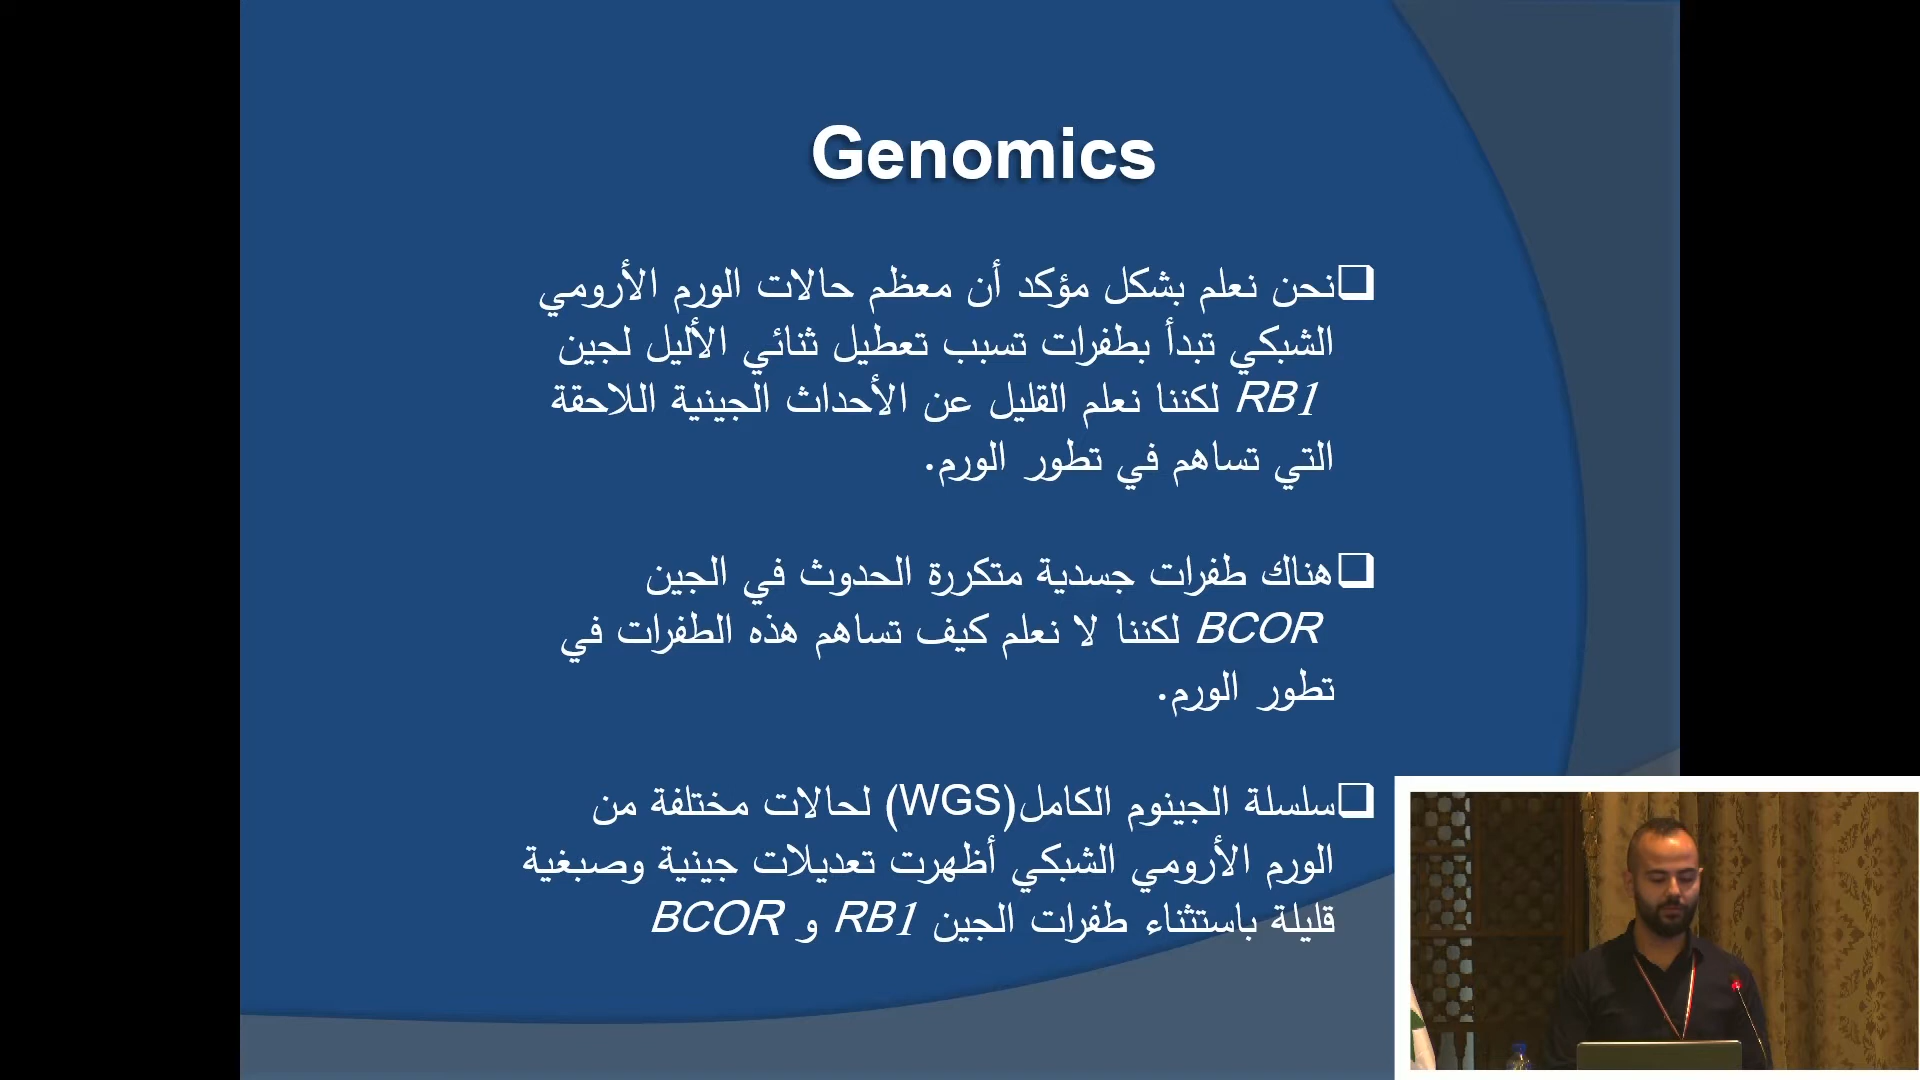 Genomics
نحن نعلم بشكل مؤكد أن معظم حالات الورم الأرومي
الشبكي تبدأ بطفرات تسبب تعطيل ثنائي الأليل لجين
RB1 لكننا نعلم القليل عن الأحداث الجينية اللاحقة
التي تساهم في تطور الورم.
هناك طفرات جسدية متكررة الحدوث في الجين
BCOR لكننا لا نعلم كيف تساهم هذه الطفرات في
تطور الورم.
سلسلة الجينوم الكامل(WGS) لحالات مختلفة من
الورم الأرومي الشبكي أظهرت تعديلات جينية وصبغية
قليلة باستثناء طفرات الجين RB1 و BCOR